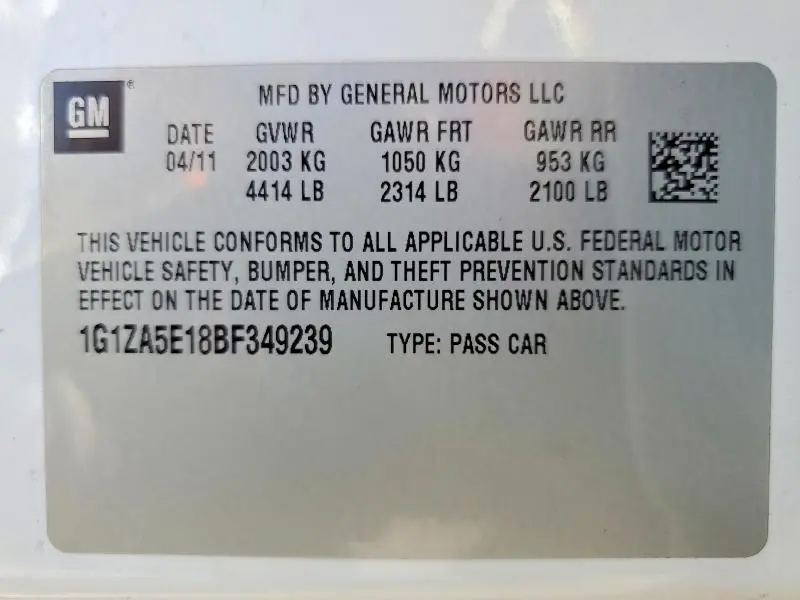 GM ®
MFD BY GENERAL MOTORS LLC
DATE GVWR GAWR FRT GAWR RR
04/11 2003 KG 1050 KG 953 KG
4414 LB 2314 LB 2100 LB
THIS VEHICLE CONFORMS TO ALL APPLICABLE U.S. FEDERAL MOTOR
VEHICLE SAFETY, BUMPER, AND THEFT PREVENTION STANDARDS IN
EFFECT ON THE DATE OF MANUFACTURE SHOWN ABOVE.
1G1ZA5E18BF349239 TYPE: PASS CAR